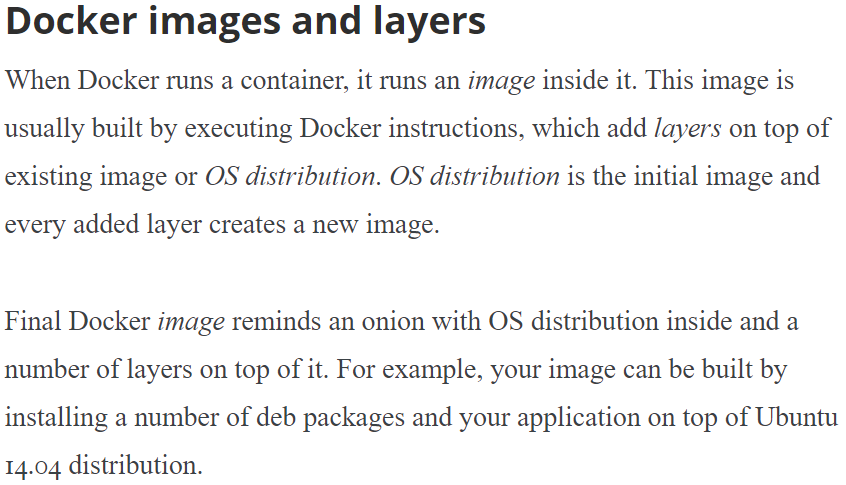 Docker images and layers
When Docker runs a container, it runs an image inside it. This image is
usually built by executing Docker instructions, which add layers on top of
existing image or OS distribution. OS distribution is the initial image and
every added layer creates a new image.
Final Docker image reminds an onion with OS distribution inside and a
number of layers on top of it. For example, your image can be built by
installing a number of deb packages and your application on top of Ubuntu
14.04 distribution.